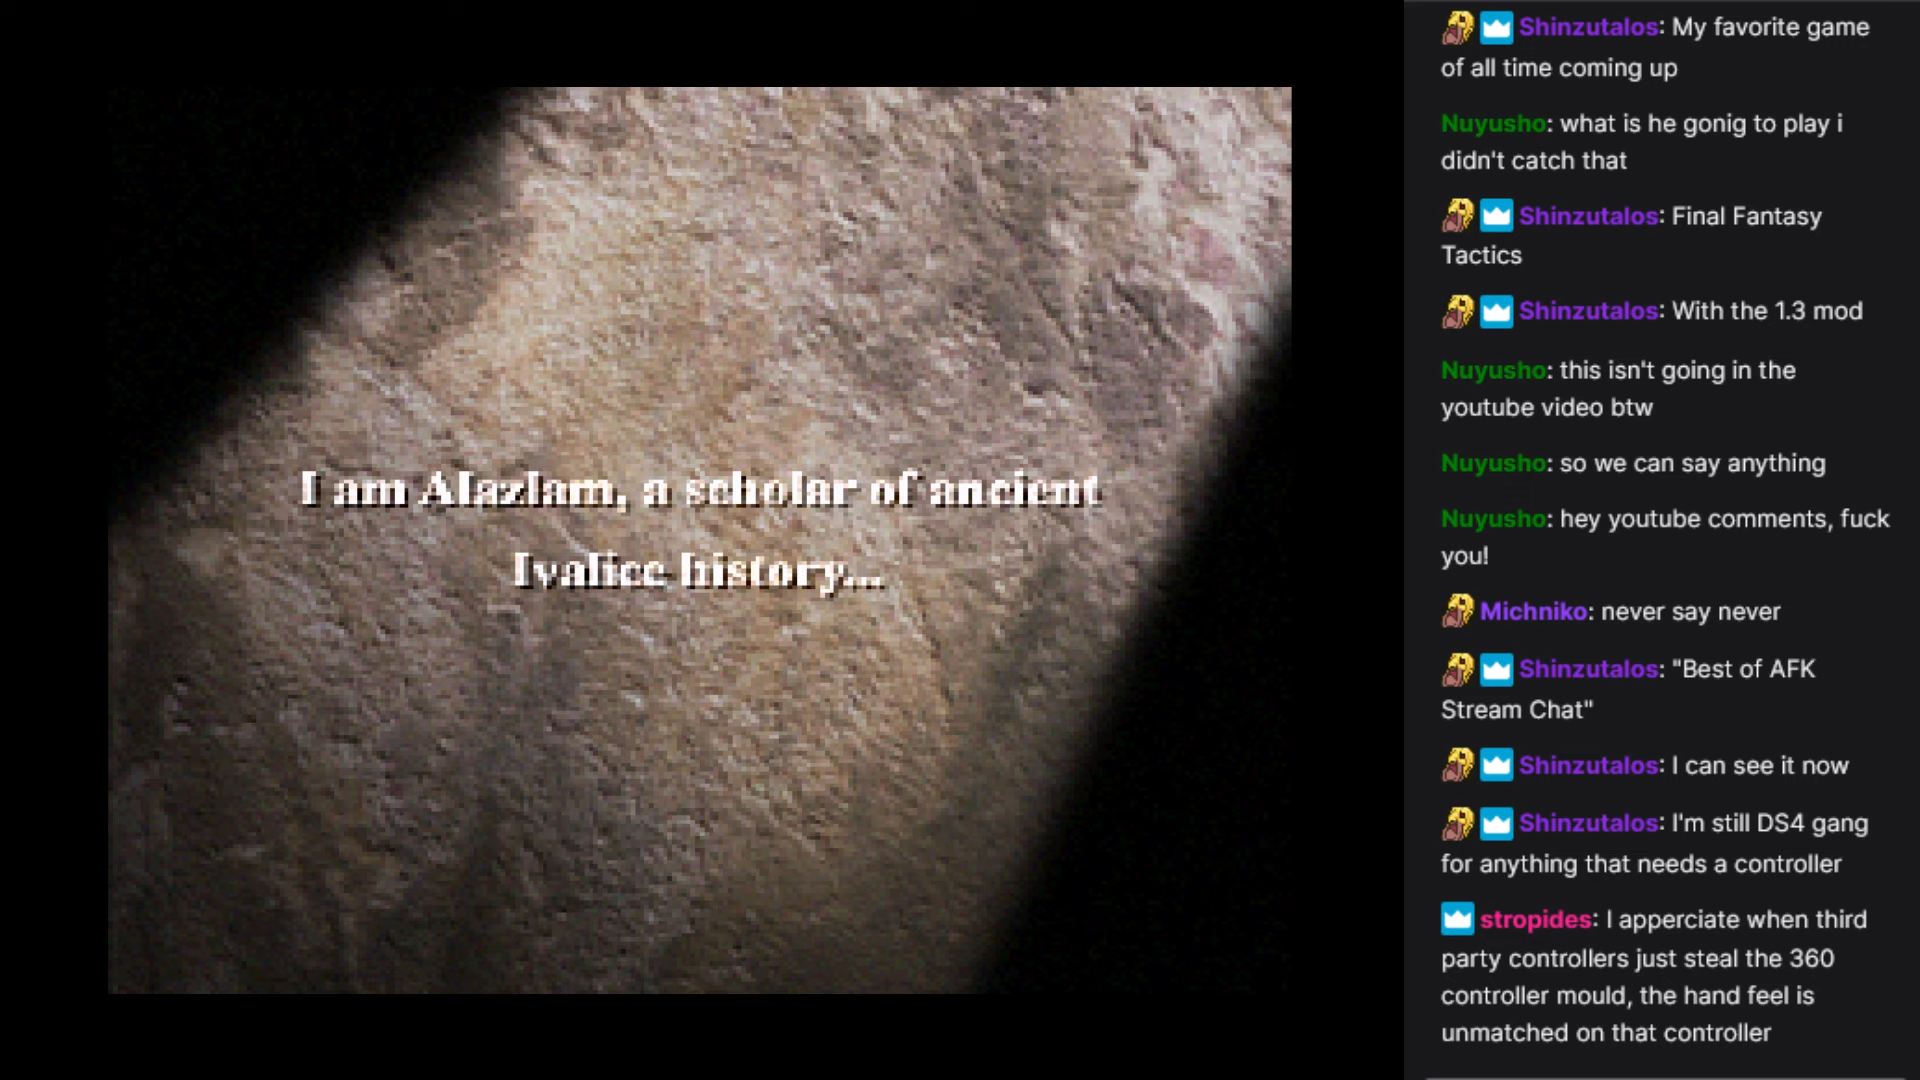 I am Alazlam, a scholar of ancient
Ivalice history...
Shinzutalos: My favorite game
of all time coming up
Nuyusho: what is he gonig to play i
didn't catch that
Shinzutalos: Final Fantasy
Tactics
Shinzutalos: With the 1.3 mod
Nuyusho: this isn't going in the
youtube video btw
Nuyusho: so we can say anything
Nuyusho: hey youtube comments, fuck
you!
Michniko: never say never
Shinzutalos: "Best of AFK
Stream Chat"
Shinzutalos: I can see it now
Shinzutalos: I'm still DS4 gang
for anything that needs a controller
stropides: I apperciate when third
party controllers just steal the 360
controller mould, the hand feel is
unmatched on that controller